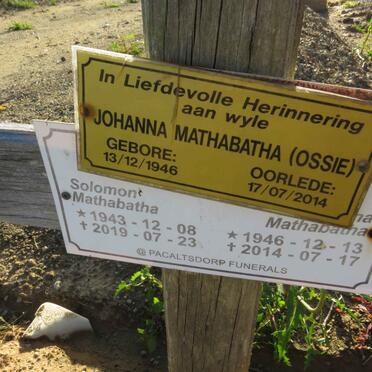 In Liefdevolle Herinnering
aan wyle
JOHANNA MATHABATHA (OSSIE)
GEBORE:
13/12/1946
OORLEDE:
17/07/2014
Solomon
Mathabatha
★1943 - 12 - 08
✝2019 - 07 - 23
Mathabatha
★1946 - 12 - 13
✝2014 - 07 - 17
@ PACALTSDORP FUNERALS